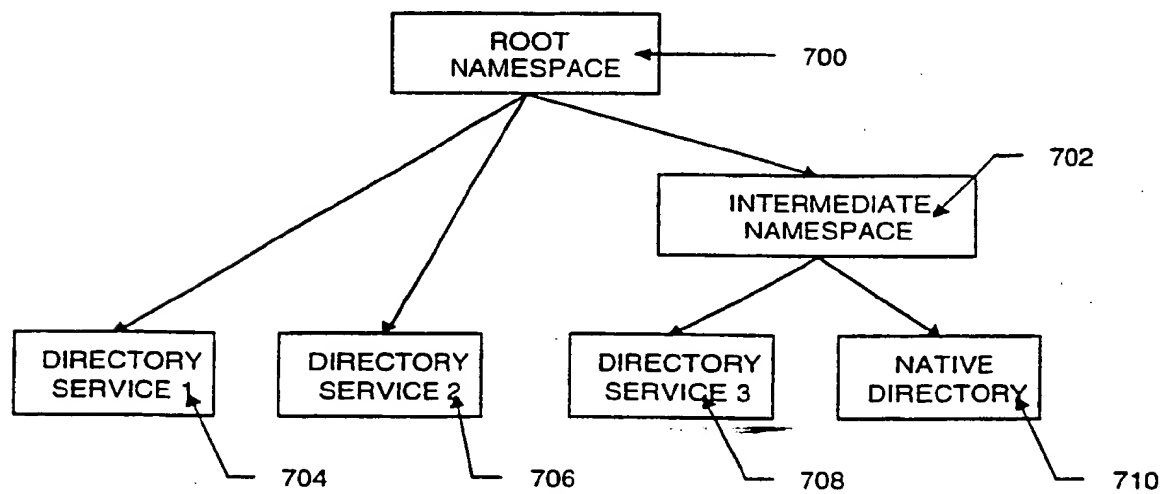 ROOT
NAMESPACE
700
702
INTERMEDIATE
NAMESPACE
DIRECTORY
SERVICE 1
DIRECTORY
SERVICE 2
DIRECTORY
SERVICE 3
NATIVE
DIRECTORY
704
706
708
710